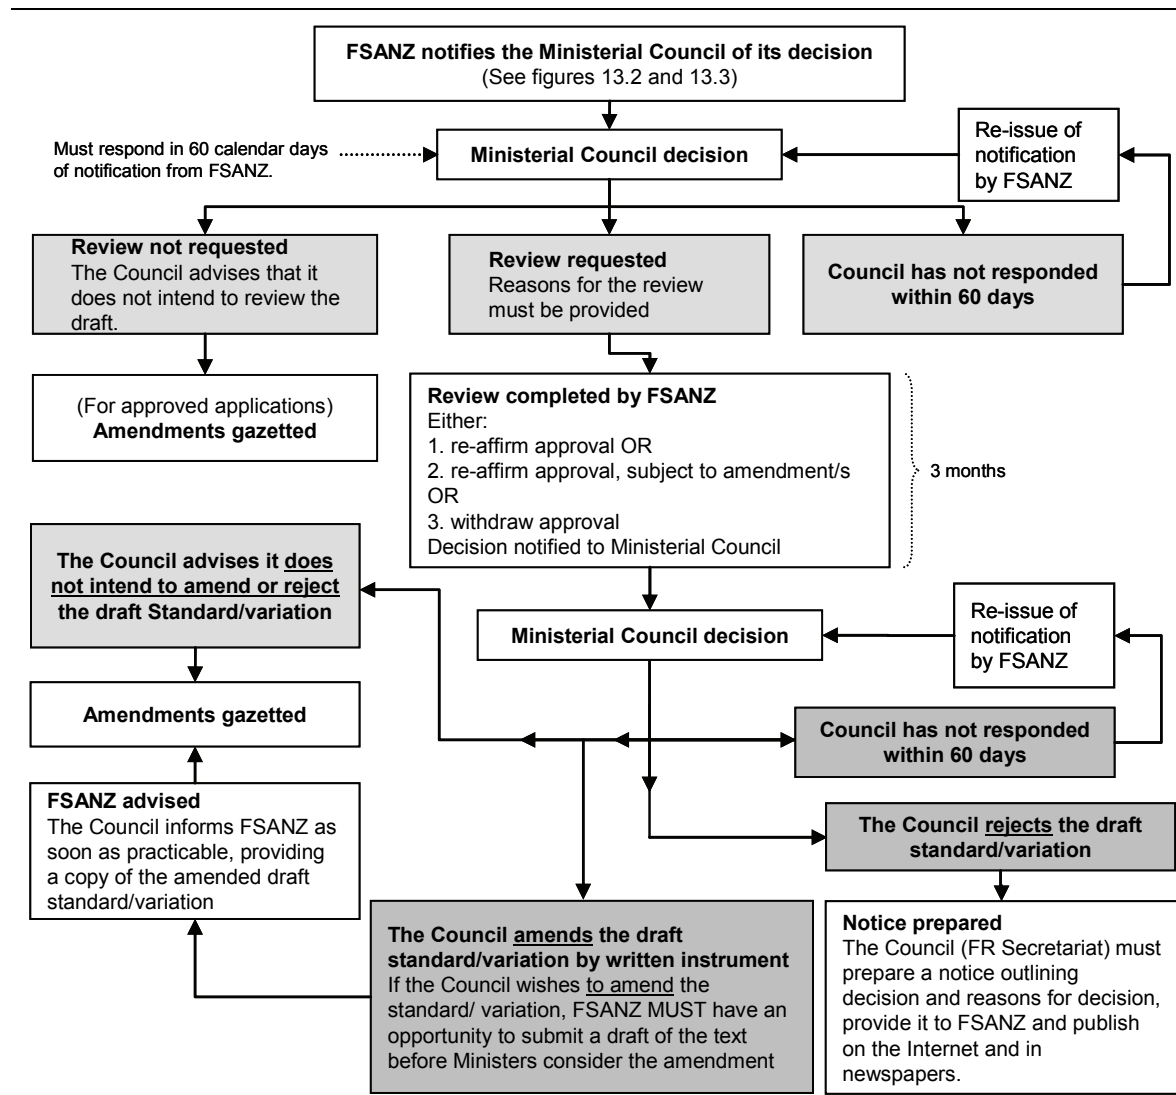 FSANZ notifies the Ministerial Council of its decision
(See figures 13.2 and 13.3)
Must respond in 60 calendar days
of notification from FSANZ.
Ministerial Council decision
Re-issue of
notification
by FSANZ
Review not requested
The Council advises that it
does not intend to review the
draft.
Review requested
Reasons for the review
must be provided
Council has not responded
within 60 days
(For approved applications)
Amendments gazetted
Review completed by FSANZ
Either:
1. re-affirm approval OR
2. re-affirm approval, subject to amendment/s
OR
3. withdraw approval
Decision notified to Ministerial Council
3 months
The Council advises it does
not intend to amend or reject
the draft Standard/variation
Ministerial Council decision
Re-issue of
notification
by FSANZ
Amendments gazetted
Council has not responded
within 60 days
FSANZ advised
The Council informs FSANZ as
soon as practicable, providing
a copy of the amended draft
standard/variation
The Council rejects the draft
standard/variation
The Council amends the draft
standard/variation by written instrument
If the Council wishes to amend the
standard/ variation, FSANZ MUST have an
opportunity to submit a draft of the text
before Ministers consider the amendment
Notice prepared
The Council (FR Secretariat) must
prepare a notice outlining
decision and reasons for decision,
provide it to FSANZ and publish
on the Internet and in
newspapers.